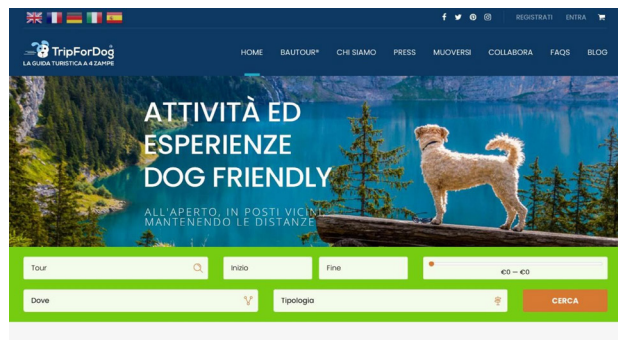 REGISTRATI ENTRA
TripForDog
LA GUIDA TURISTICA A 4 ZAMPE
HOME BAUTOUR® CHI SIAMO PRESS MUOVERSI COLLABORA FAQS BLOG
ATTIVITÀ ED
ESPERIENZE
DOG FRIENDLY
ALL'APERTO, IN POSTI VICINI,
MANTENENDO LE DISTANZE
Tour Inizio Fine €0 — €0
Dove Tipologia CERCA